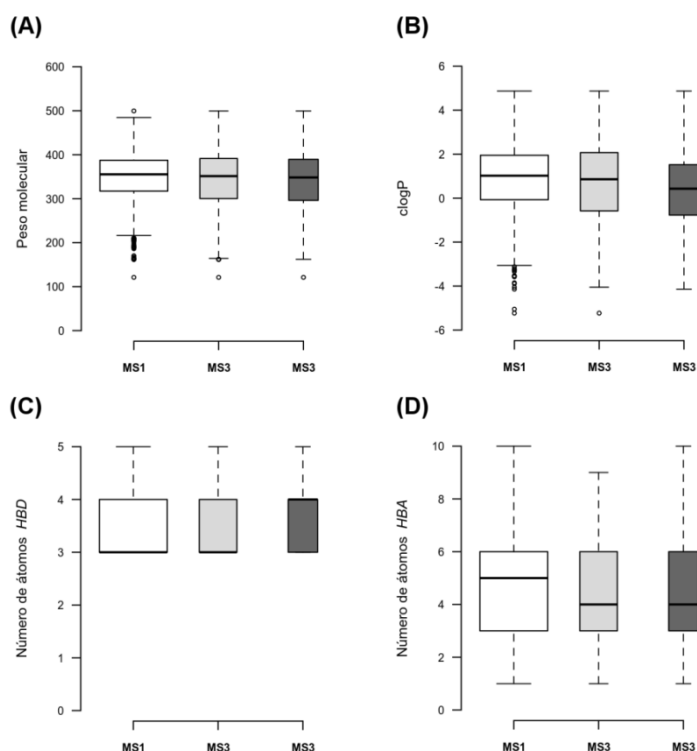 (A)
Peso molecular
600
500
400
300
200
100
0
MS1 MS3 MS3
(B)
clogP
6
4
2
0
-2
-4
-6
MS1 MS3 MS3
(C)
Número de átomos HBD
5
4
3
2
1
0
MS1 MS3 MS3
(D)
Número de átomos HBA
10
8
6
4
2
0
MS1 MS3 MS3